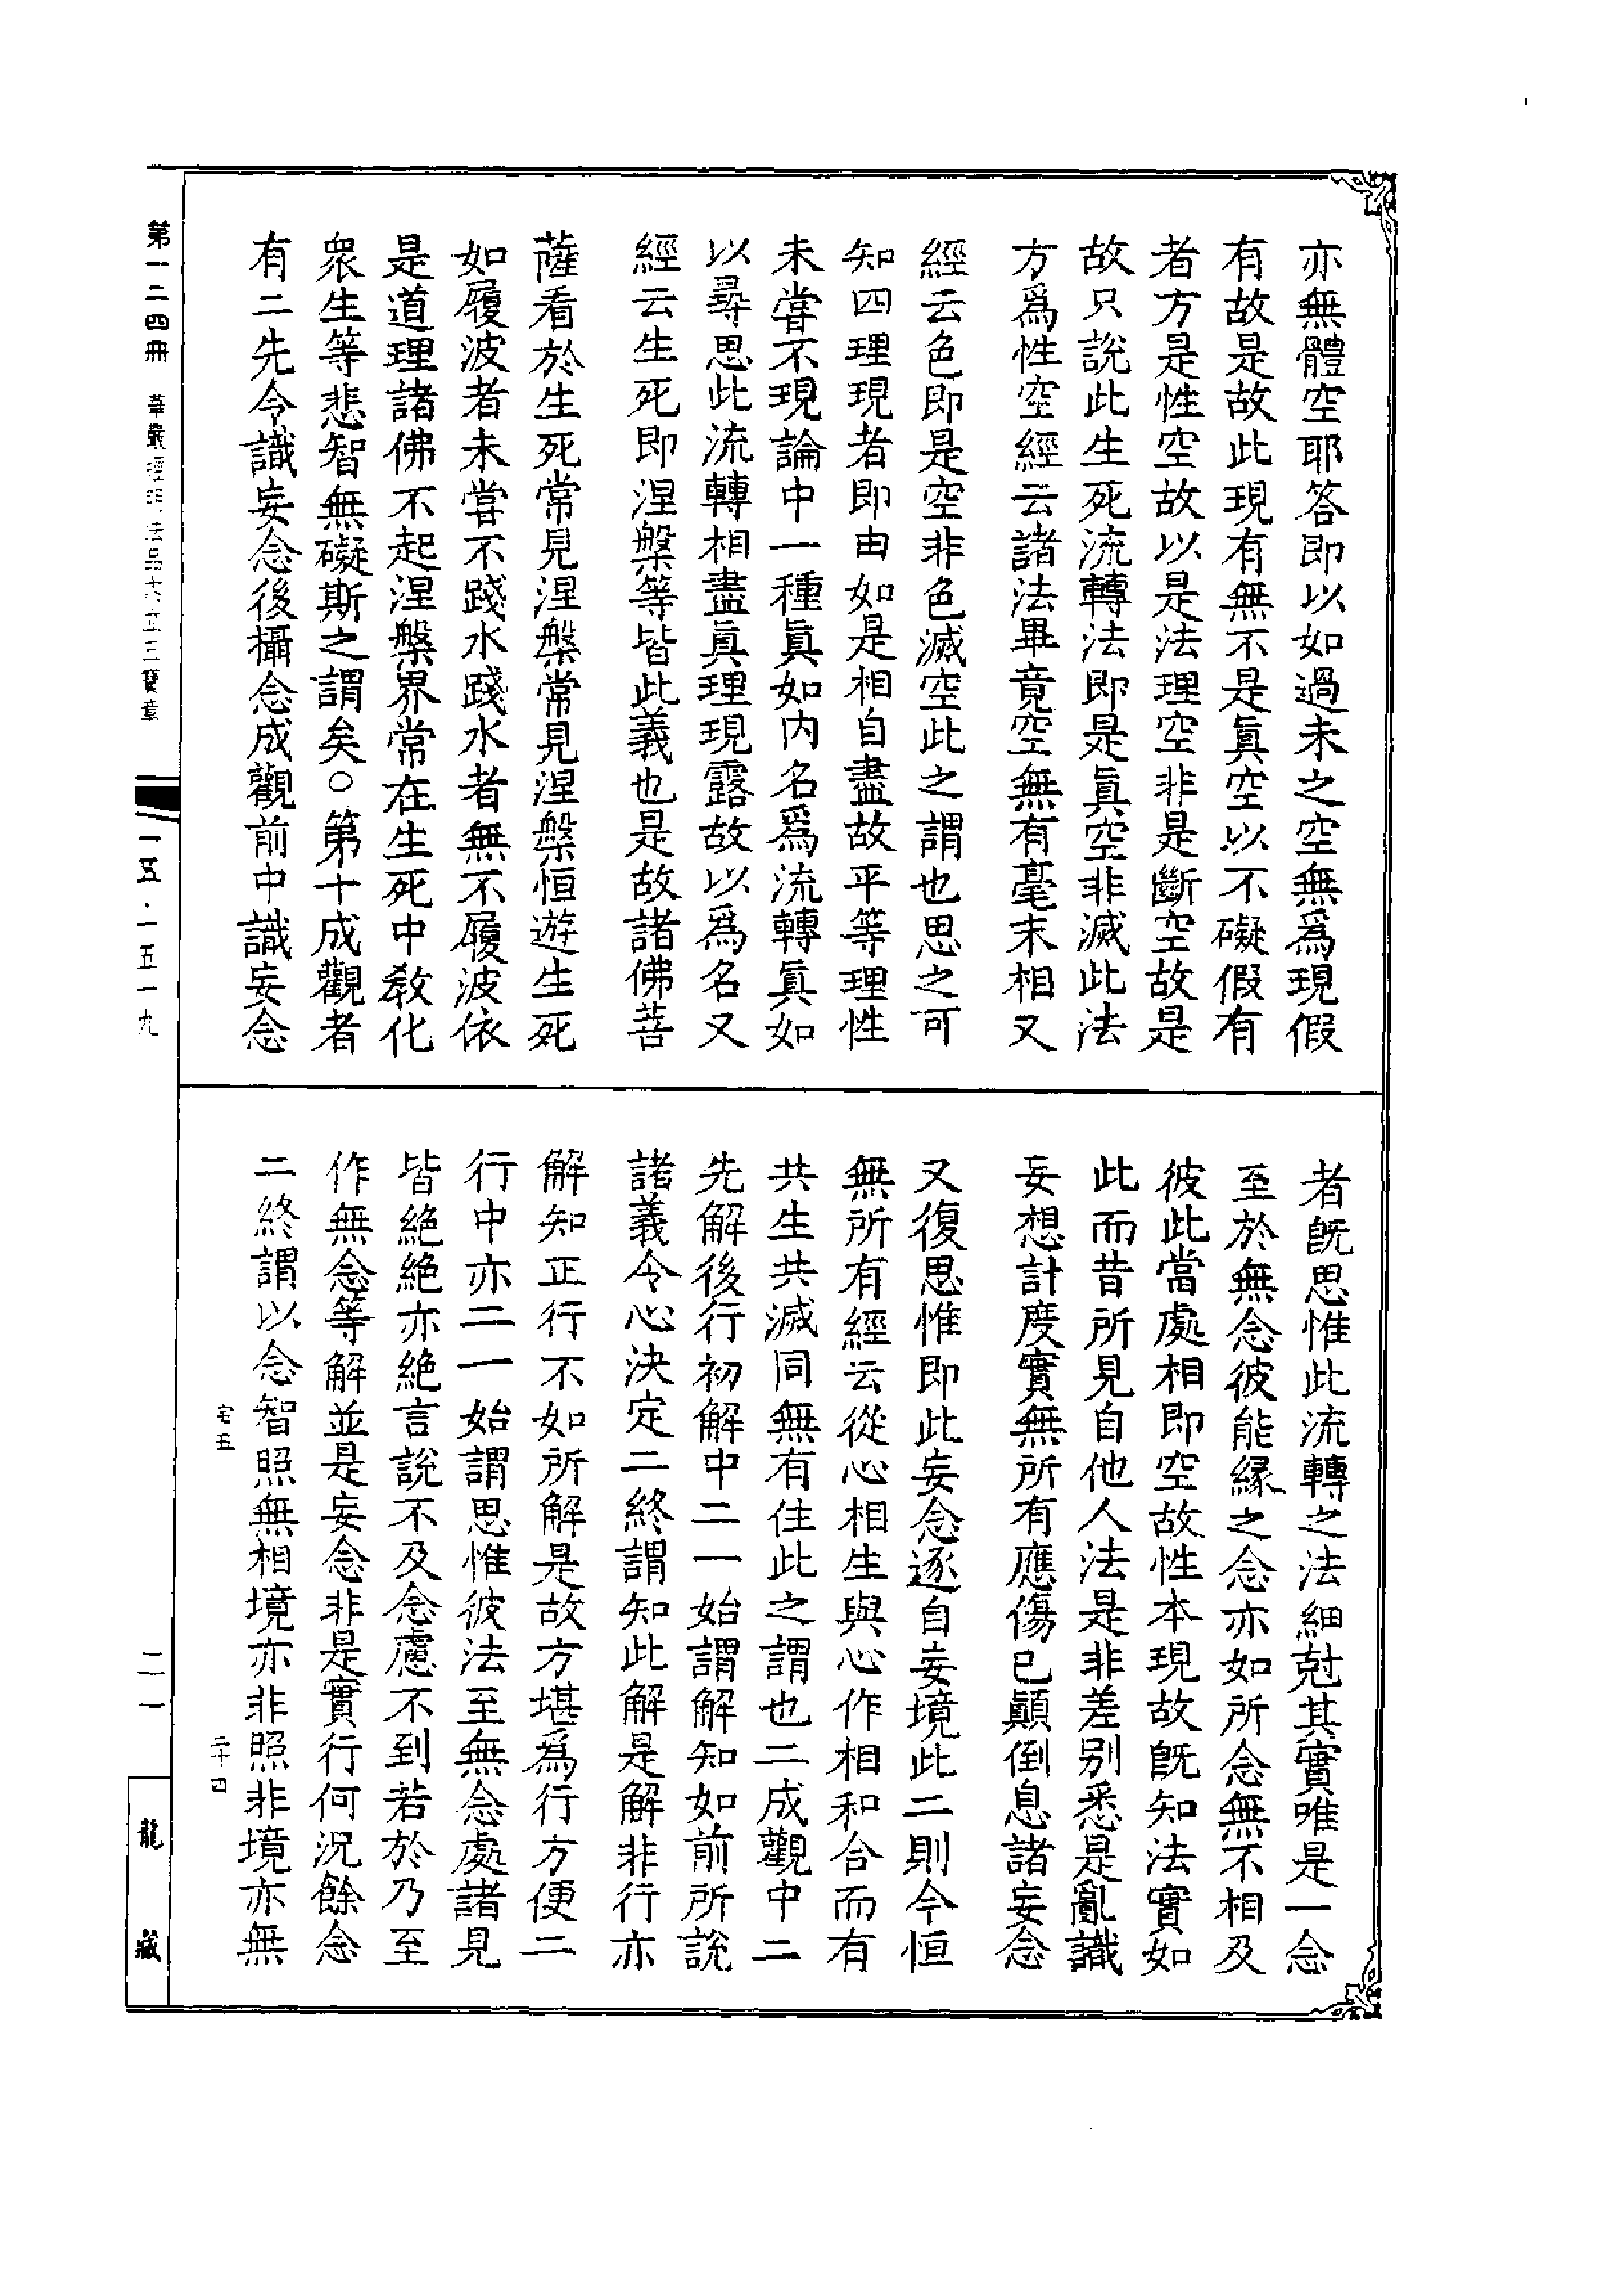 亦無體空耶答即以如過未之空無爲現假
有故是故此現有無不是眞空以不礙假有
者方是性空故以是法理空非是斷空故是
故只說此生死流轉法即是眞空非滅此法
方爲性空經云諸法畢竟空無有毫末相又
經云色即是空非色滅空此之謂也思之可
知四理現者即由如是相自盡故平等理性
未甞不現論中一種眞如内名爲流轉眞如
以尋思此流轉相盡眞理現露故以爲名又
經云生死即涅槃等皆此義也是故諸佛菩
薩看於生死常見涅槃常見涅槃恒遊生死
如履波者未甞不踐水踐水者無不履波依
是道理諸佛不起涅槃界常在生死中教化
衆生等悲智無礙斯之謂矣○第十成觀者
有二先令識妄念後攝念成觀前中識妄念
者旣思惟此流轉之法細尅其實唯是一念
至於無念彼能緣之念亦如所念無不相及
彼此當處相即空故性本現故旣知法實如
此而昔所見自他人法是非差别悉是亂識
妄想計度實無所有應傷已顚倒息諸妄念
又復思惟即此妄念逐自妄境此二則今恒
無所有經云從心相生與心作相和合而有
共生共滅同無有住此之謂也二成觀中二
先解後行初解中二一始謂解知如前所說
諸義令心決定二終謂知此解是解非行亦
解知正行不如所解是故方堪爲行方便二
行中亦二一始謂思惟彼法至無念處諸見
皆絕絕亦絕言說不及念慮不到若於乃至
作無念等解並是妄念非是實行何況餘念
二終謂以念智照無相境亦非照非境亦無
宅五
二十四
第一二四冊
華嚴經明法品内立三寶章
一五·一五一九
二一
龍藏